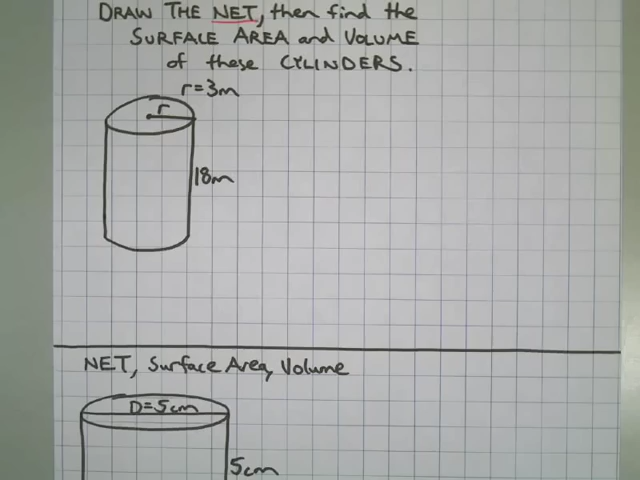 DRAW THE NET, then find the
SURFACE AREA and VOLUME
of these CYLINDERS.
r=3m
r
18m
NET, Surface Area, Volume
D=5cm
5cm